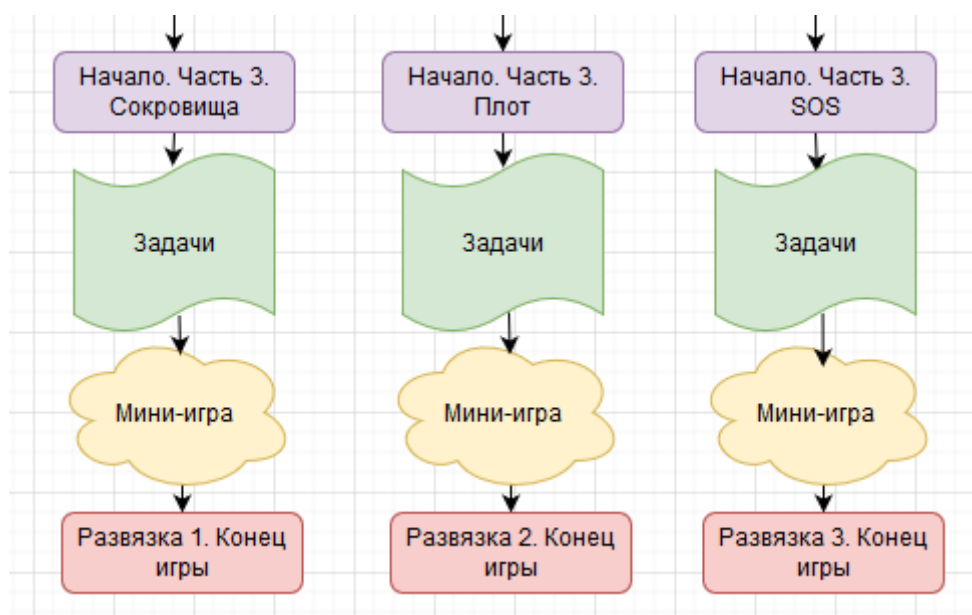 Начало. Часть 3.
Сокровища
Начало. Часть 3.
Плот
Начало. Часть 3.
SOS
Задачи
Задачи
Задачи
Мини-игра
Мини-игра
Мини-игра
Развязка 1. Конец
игры
Развязка 2. Конец
игры
Развязка 3. Конец
игры